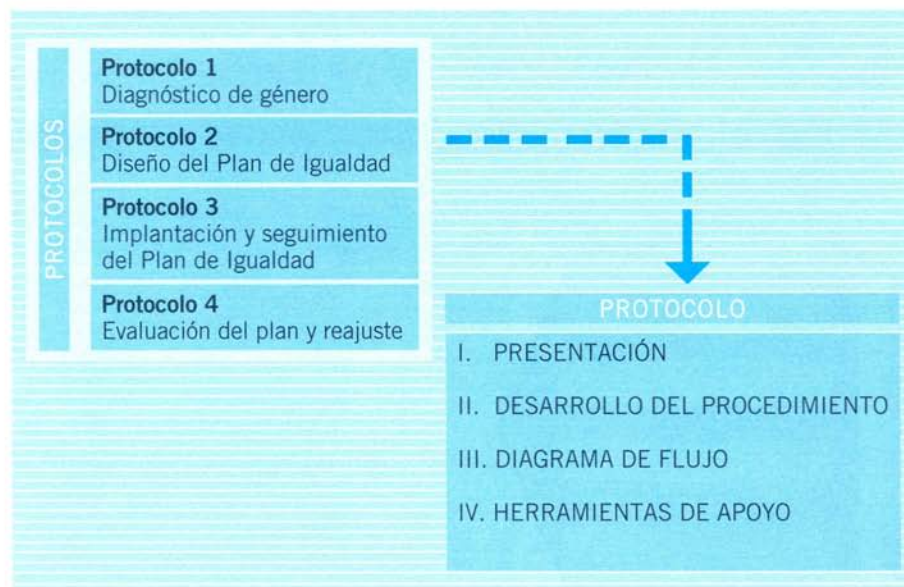 PROTOCOLOS
Protocolo 1
Diagnóstico de género
Protocolo 2
Diseño del Plan de Igualdad
Protocolo 3
Implantación y seguimiento
del Plan de Igualdad
Protocolo 4
Evaluación del plan y reajuste
PROTOCOLO
I. PRESENTACIÓN
II. DESARROLLO DEL PROCEDIMIENTO
III. DIAGRAMA DE FLUJO
IV. HERRAMIENTAS DE APOYO